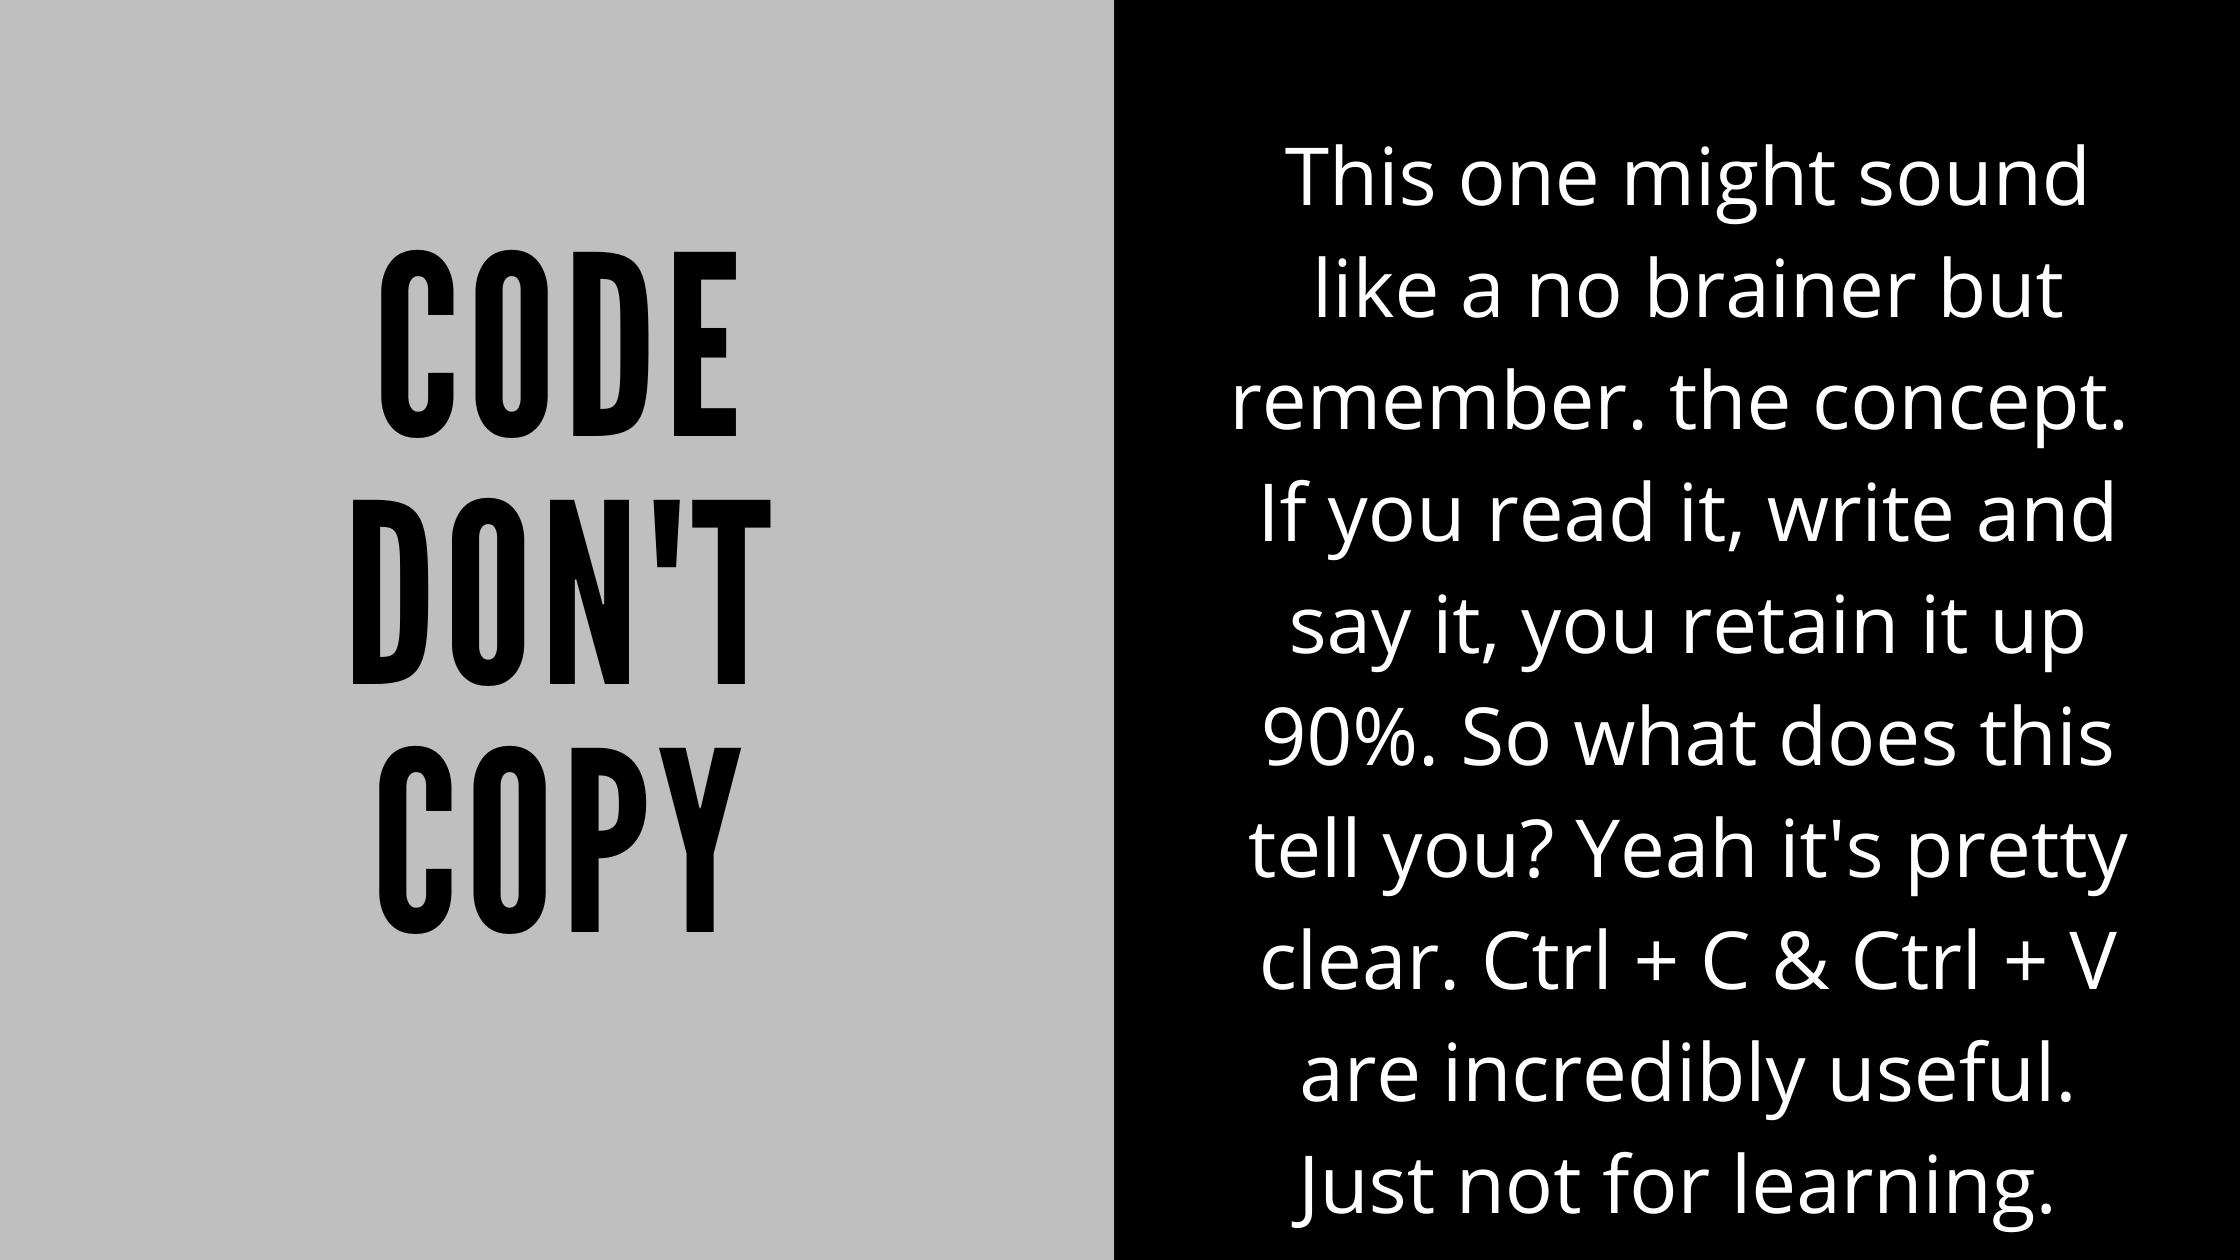 CODE
DON'T
COPY
This one might sound
like a no brainer but
remember. the concept.
If you read it, write and
say it, you retain it up
90%. So what does this
tell you? Yeah it's pretty
clear. Ctrl + C & Ctrl + V
are incredibly useful.
Just not for learning.